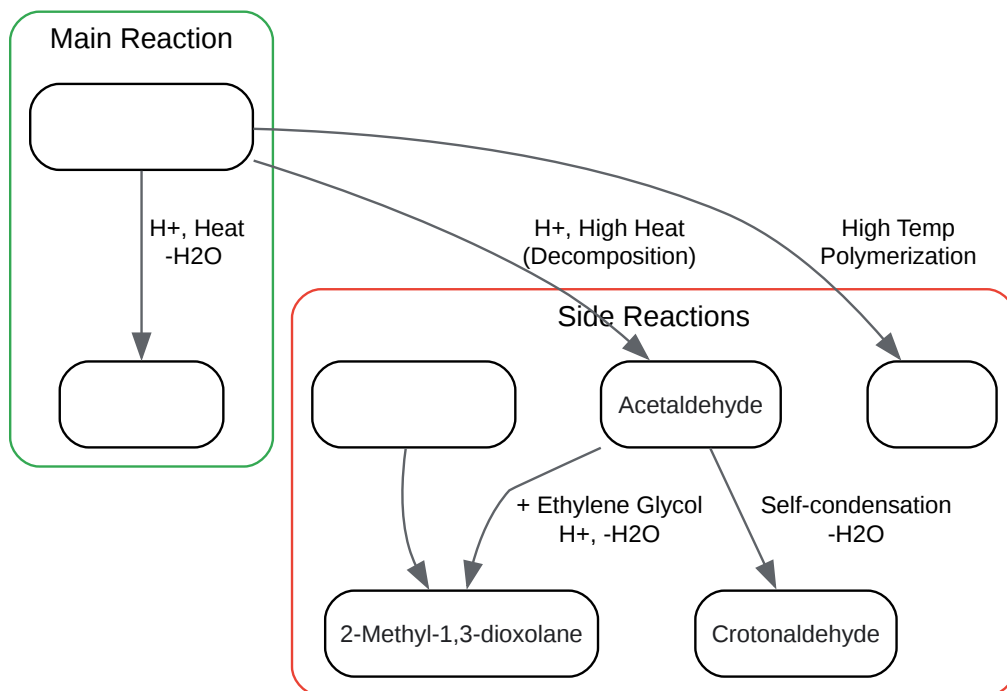 Main Reaction
H+, Heat
-H2O
H+, High Heat
(Decomposition)
High Temp
Polymerization
Side Reactions
Acetaldehyde
+ Ethylene Glycol
H+, -H2O
Self-condensation
-H2O
2-Methyl-1,3-dioxolane
Crotonaldehyde